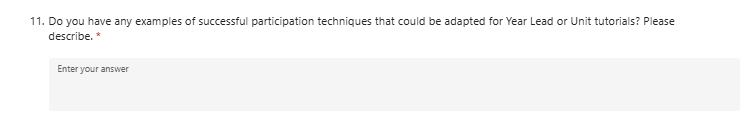 11. Do you have any examples of successful participation techniques that could be adapted for Year Lead or Unit tutorials? Please
describe. *
Enter your answer